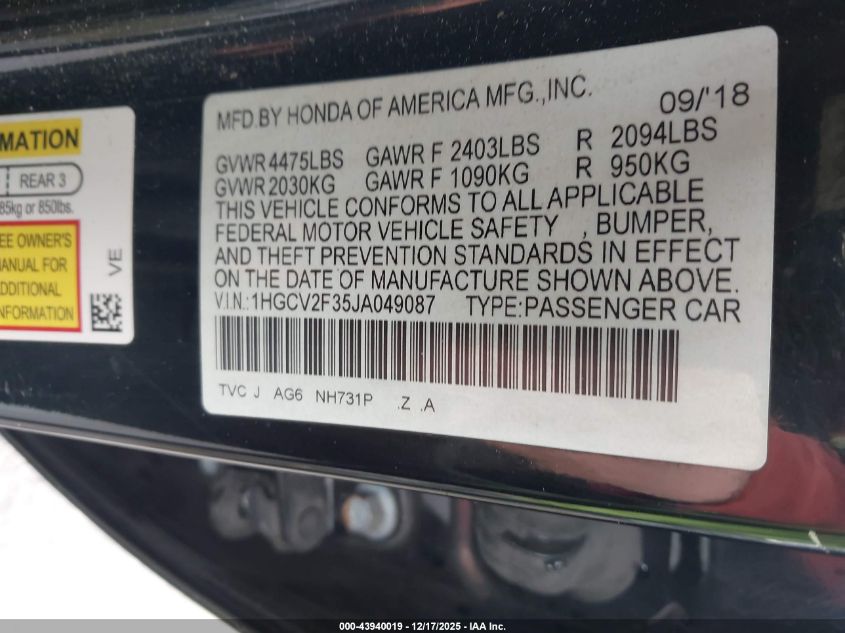 MATION
REAR 3
85kg or 850lbs.
EE OWNER'S
MANUAL FOR
ADDITIONAL
INFORMATION
VE
MFD.BY HONDA OF AMERICA MFG.,INC. 09/'18
GVWR 4475LBS GAWR F 2403LBS R 2094LBS
GVWR 2030KG GAWR F 1090KG R 950KG
THIS VEHICLE CONFORMS TO ALL APPLICABLE
FEDERAL MOTOR VEHICLE SAFETY , BUMPER,
AND THEFT PREVENTION STANDARDS IN EFFECT
ON THE DATE OF MANUFACTURE SHOWN ABOVE.
V.I.N.:1HGCV2F35JA049087 TYPE:PASSENGER CAR
TVC J AG6 NH731P .Z .A
000-43940019 - 12/17/2025 - IAA Inc.